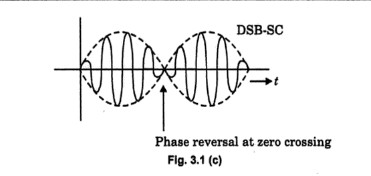 DSB-SC
t
Phase reversal at zero crossing
Fig. 3.1 (c)